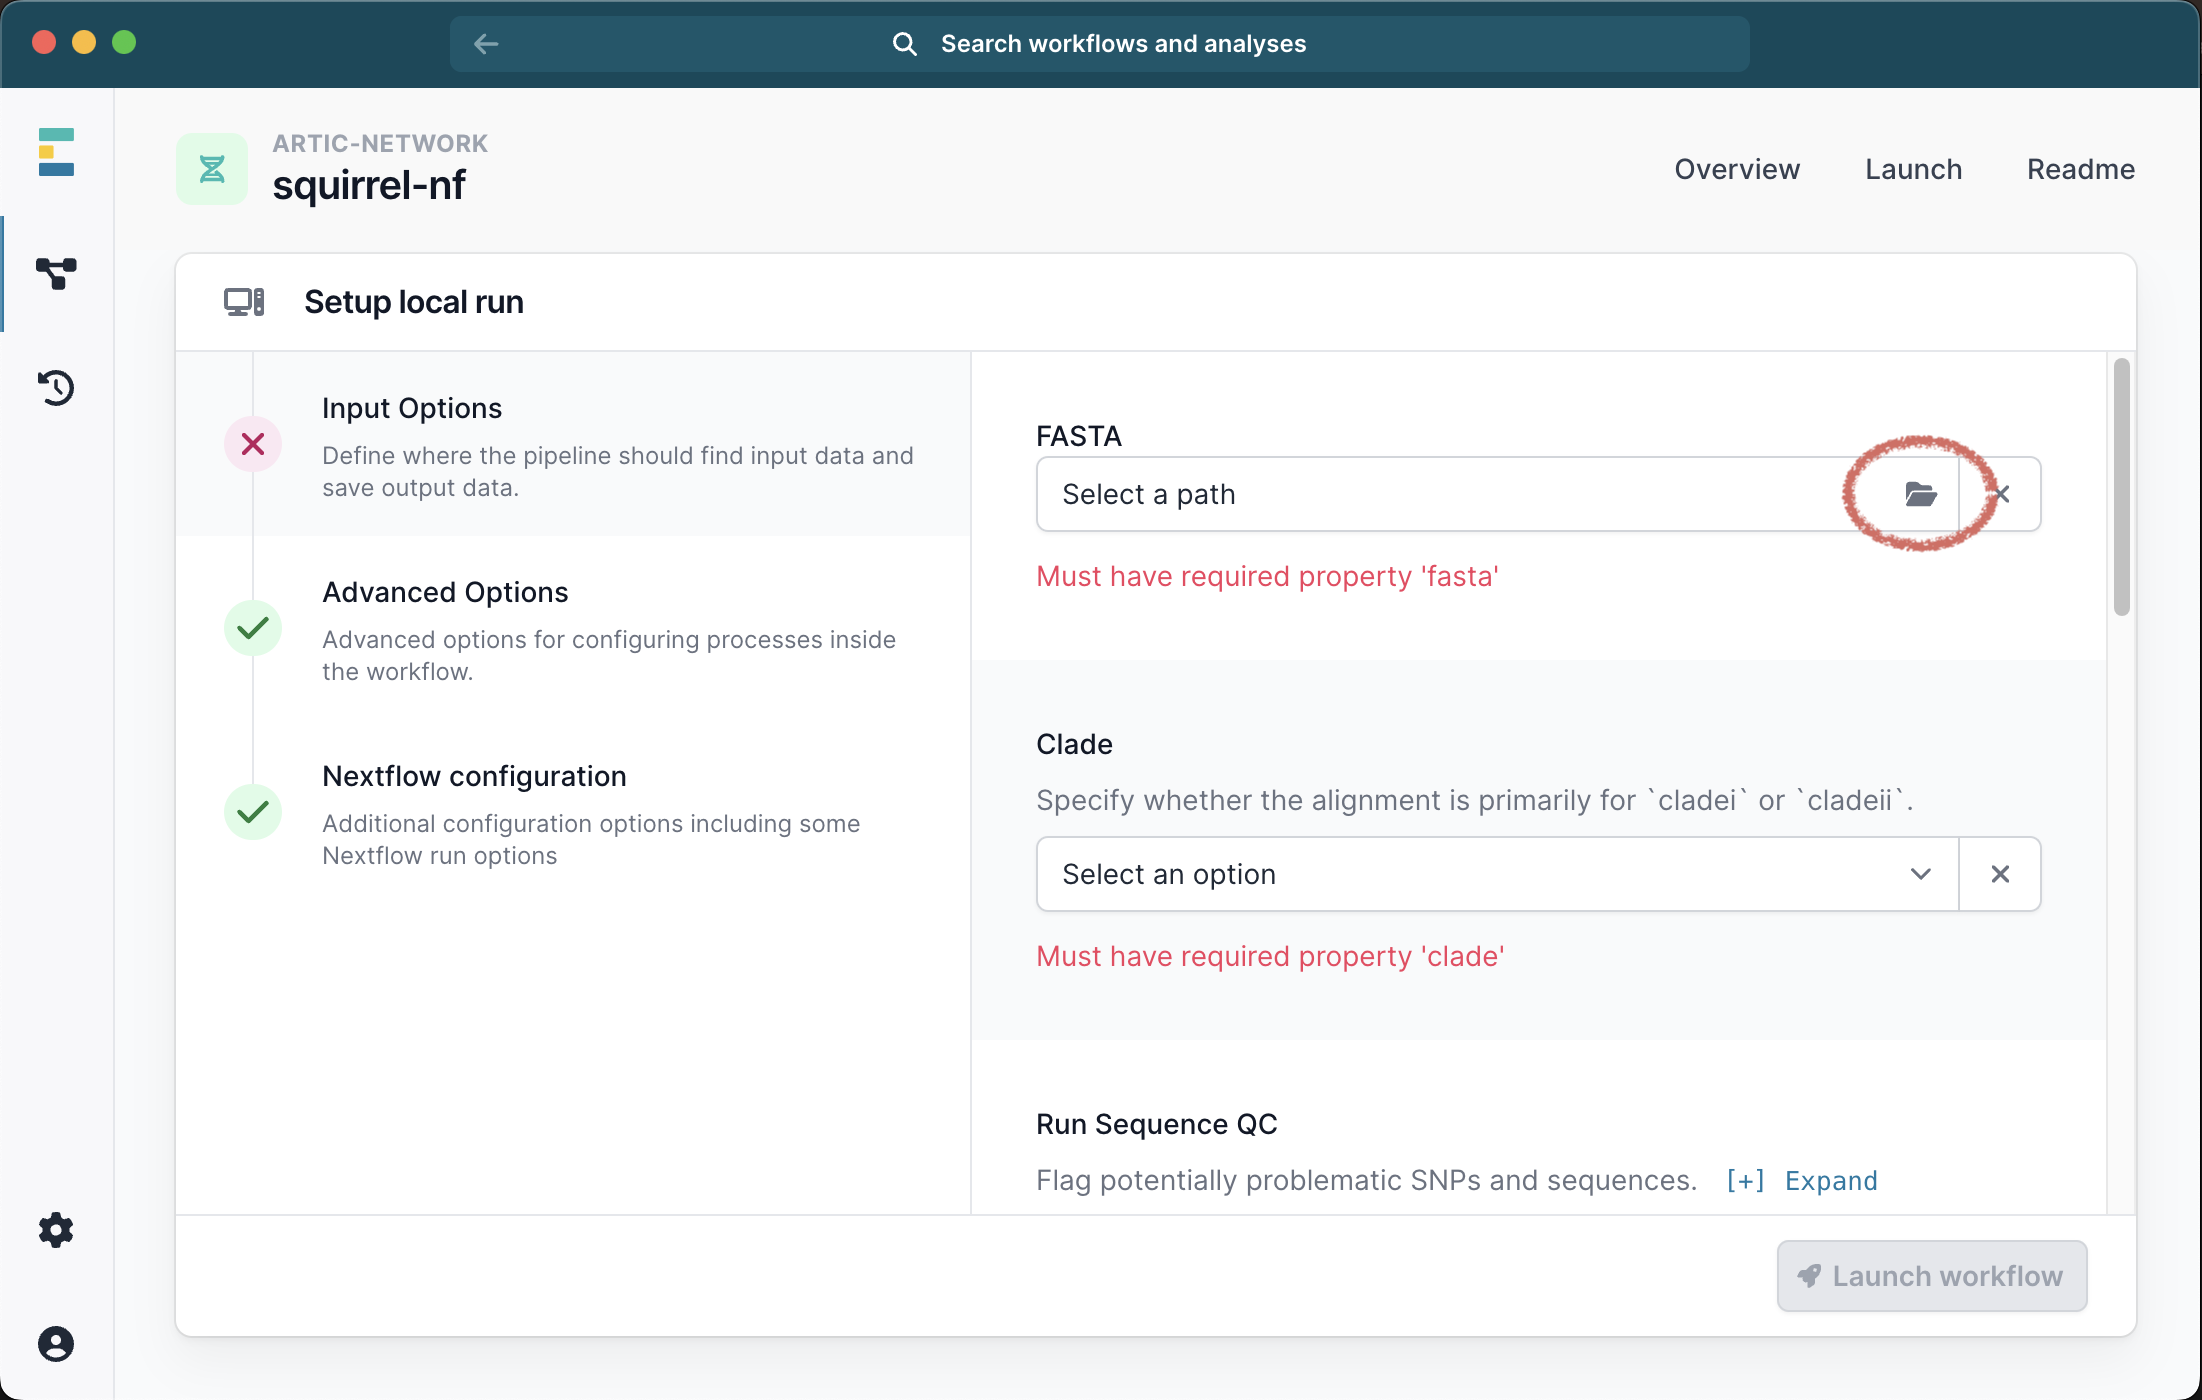 Search workflows and analyses
ARTIC-NETWORK
squirrel-nf
Overview
Launch
Readme
Setup local run
Input Options
Define where the pipeline should find input data and
save output data.
Advanced Options
Advanced options for configuring processes inside
the workflow.
Nextflow configuration
Additional configuration options including some
Nextflow run options
FASTA
Select a path
Must have required property 'fasta'
Clade
Specify whether the alignment is primarily for `cladei` or `cladeii`.
Select an option
Must have required property 'clade'
Run Sequence QC
Flag potentially problematic SNPs and sequences. [+] Expand
Launch workflow